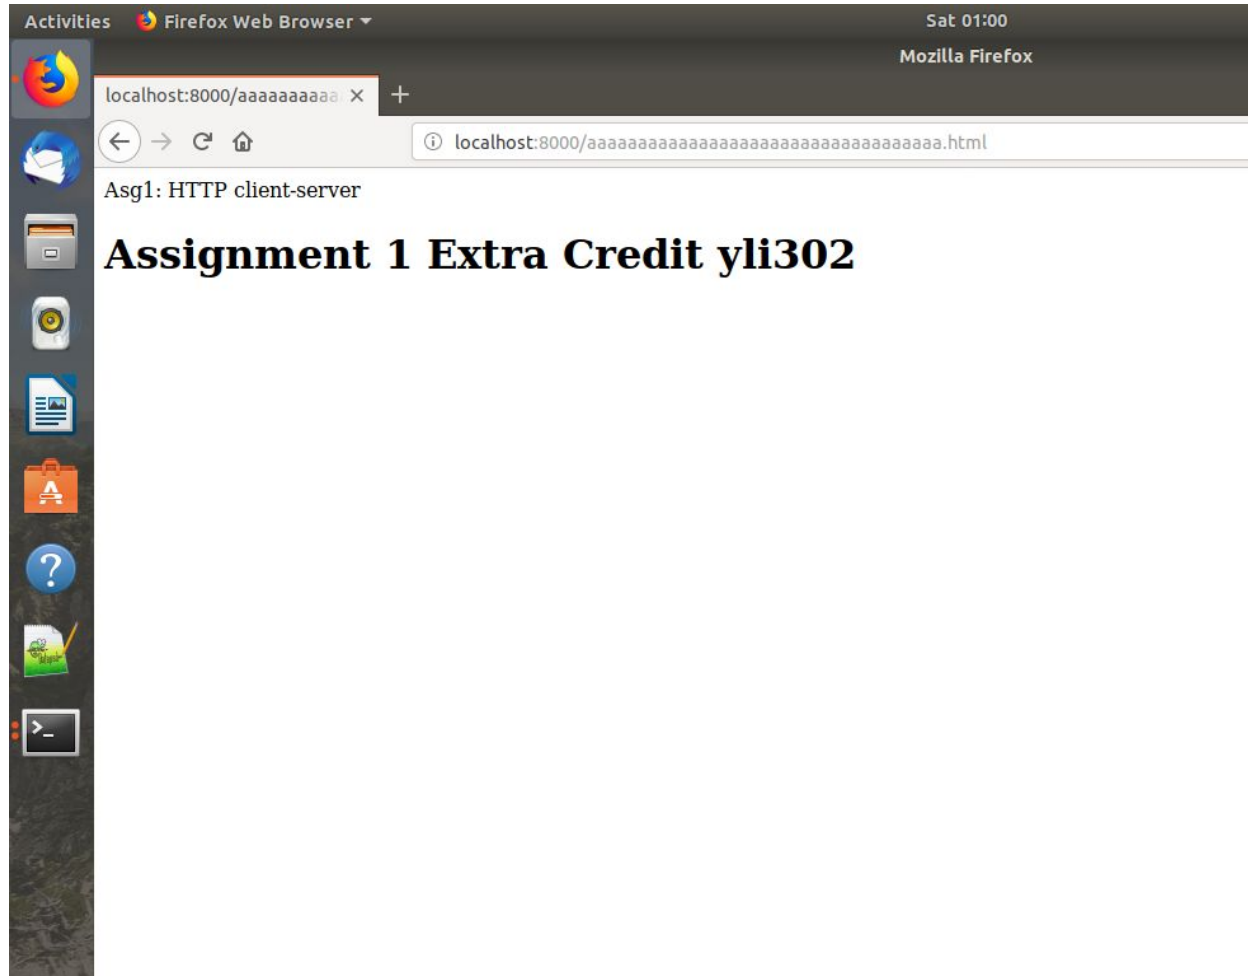 Activities Firefox Web Browser Sat 01:00
Mozilla Firefox
localhost:8000/aaaaaaaaaa
localhost:8000/aaaaaaaaaaaaaaaaaaaaaaaaaaaaaaaaaaa.html
Asg1: HTTP client-server
Assignment 1 Extra Credit yli302